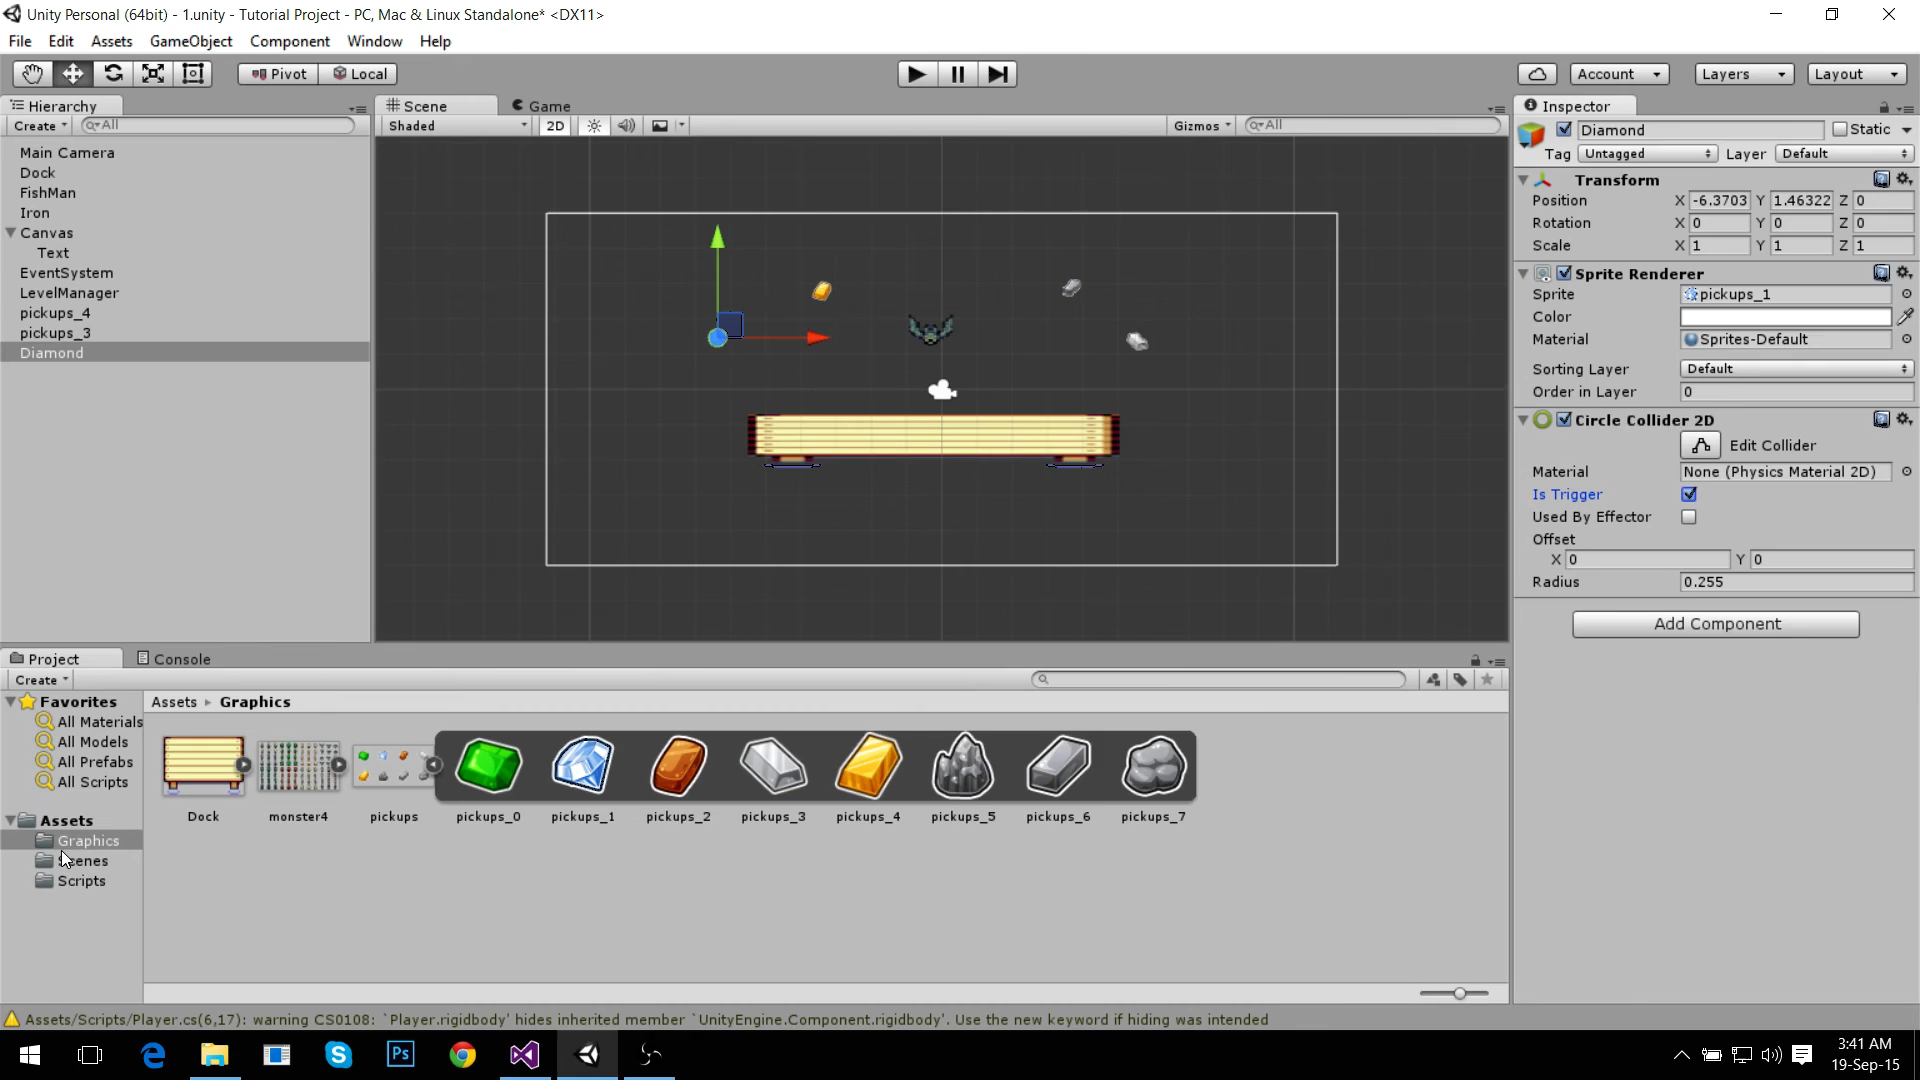 Unity Personal (64bit) - 1.unity - Tutorial Project - PC, Mac & Linux Standalone* <DX11>
File Edit Assets GameObject Component Window Help
Pivot Local Account Layers Layout
Hierarchy
Create All
Main Camera
Dock
FishMan
Iron
Canvas
Text
EventSystem
LevelManager
pickups_4
pickups_3
Diamond
Scene Game
Shaded 2D Gizmos All
Inspector
Diamond Static
Tag Untagged Layer Default
Transform
Position X -6.3703 Y 1.46322 Z 0
Rotation X 0 Y 0 Z 0
Scale X 1 Y 1 Z 1
Sprite Renderer
Sprite pickups_1
Color
Material Sprites-Default
Sorting Layer Default
Order in Layer 0
Circle Collider 2D
Edit Collider
Material None (Physics Material 2D)
Is Trigger
Used By Effector
Offset
X 0 Y 0
Radius 0.255
Add Component
Project Console
Create
Favorites
All Materials
All Models
All Prefabs
All Scripts
Assets
Graphics
Scripts
Assets Graphics
Dock monster4 pickups pickups_0 pickups_1 pickups_2 pickups_3 pickups_4 pickups_5 pickups_6 pickups_7
Assets/Scripts/Player.cs(6,17): warning CS0108: `Player.rigidbody' hides inherited member `UnityEngine.Component.rigidbody'. Use the new keyword if hiding was intended
Ps
3:41 AM
19-Sep-15